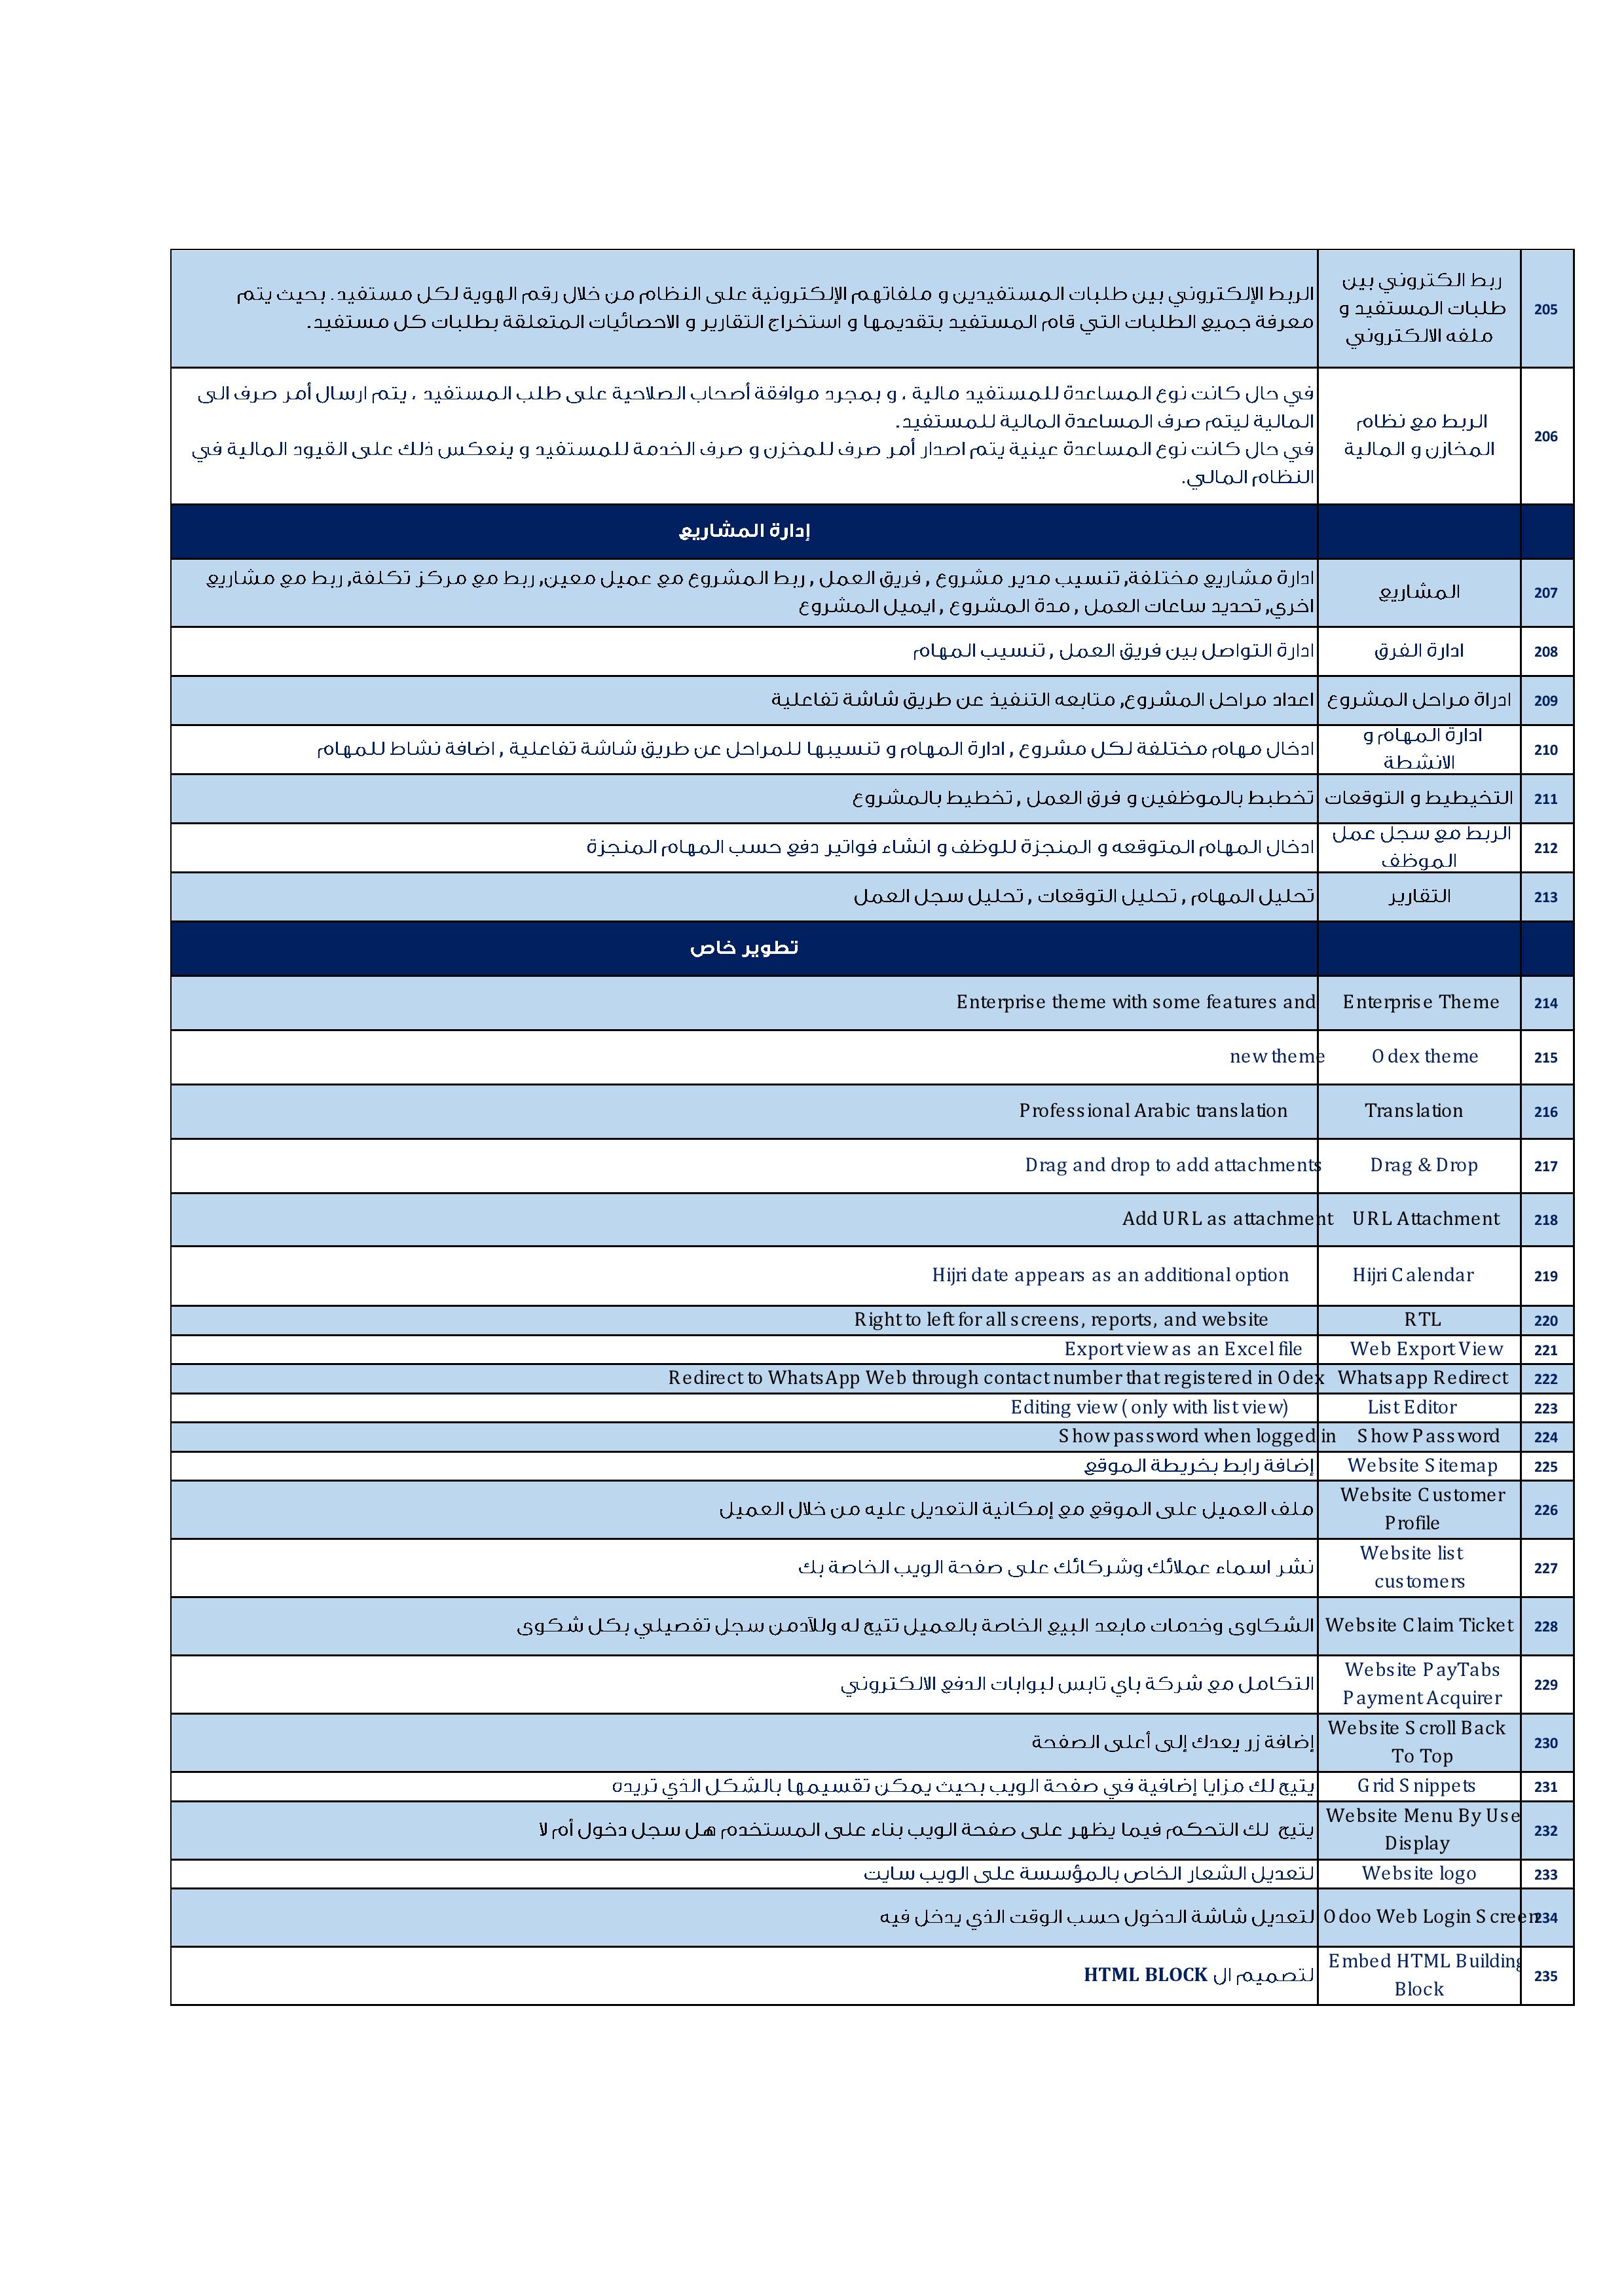 205
ربط الكتروني بين
طلبات المستفيد و
ملفه الالكتروني
الربط الإلكتروني بين طلبات المستفيدين و ملفاتهم الإلكترونية على النظام من خلال رقم الهوية لكل مستفيد. بحيث يتم
معرفة جميع الطلبات التي قام المستفيد بتقديمها و استخراج التقارير و الاحصائيات المتعلقة بطلبات كل مستفيد.
206
الربط مع نظام
المخازن و المالية
في حال كانت نوع المساعدة للمستفيد مالية ، و بمجرد موافقة أصحاب الصلاحية على طلب المستفيد ، يتم ارسال أمر صرف الى
المالية ليتم صرف المساعدة المالية للمستفيد.
في حال كانت نوع المساعدة عينية يتم اصدار أمر صرف للمخزن و صرف الخدمة للمستفيد و ينعكس ذلك على القيود المالية في
النظام المالي.
إدارة المشاريع
207
المشاريع
ادارة مشاريع مختلفة, تنسيب مدير مشروع , فريق العمل , ربط المشروع مع عميل معين, ربط مع مركز تكلفة, ربط مع مشاريع
اخري, تحديد ساعات العمل , مدة المشروع , ايميل المشروع
208
ادارة الفرق
ادارة التواصل بين فريق العمل , تنسيب المهام
209
ادراة مراحل المشروع
اعداد مراحل المشروع, متابعه التنفيذ عن طريق شاشة تفاعلية
210
ادارة المهام و
الانشطة
ادخال مهام مختلفة لكل مشروع , ادارة المهام و تنسيبها للمراحل عن طريق شاشة تفاعلية , اضافة نشاط للمهام
211
التخيطيط و التوقعات
تخطبط بالموظفين و فرق العمل , تخطيط بالمشروع
212
الربط مع سجل عمل
الموظف
ادخال المهام المتوقعه و المنجزة للوظف و انشاء فواتير دفع حسب المهام المنجزة
213
التقارير
تحليل المهام , تحليل التوقعات , تحليل سجل العمل
تطوير خاص
214
Enterprise Theme
Enterprise theme with some features and
215
Odex theme
new theme
216
Translation
Professional Arabic translation
217
Drag & Drop
Drag and drop to add attachments
218
URL Attachment
Add URL as attachment
219
Hijri Calendar
Hijri date appears as an additional option
220
RTL
Right to left for all screens, reports, and website
221
Web Export View
Export view as an Excel file
222
Whatsapp Redirect
Redirect to WhatsApp Web through contact number that registered in Odex
223
List Editor
Editing view ( only with list view)
224
Show Password
Show password when logged in
225
Website Sitemap
إضافة رابط بخريطة الموقع
226
Website Customer
Profile
ملف العميل على الموقع مع إمكانية التعديل عليه من خلال العميل
227
Website list
customers
نشر اسماء عملائك وشركائك على صفحة الويب الخاصة بك
228
Website Claim Ticket
الشكاوى وخدمات مابعد البيع الخاصة بالعميل تتيح له وللآدمن سجل تفصيلي بكل شكوى
229
Website PayTabs
Payment Acquirer
التكامل مع شركة باي تابس لبوابات الدفع الالكتروني
230
Website Scroll Back
To Top
إضافة زر يعدك إلى أعلى الصفحة
231
Grid Snippets
يتيح لك مزايا إضافية في صفحة الويب بحيث يمكن تقسيمها بالشكل الذي تريده
232
Website Menu By Use
Display
يتيح لك التحكم فيما يظهر على صفحة الويب بناء على المستخدم هل سجل دخول أم لا
233
Website logo
لتعديل الشعار الخاص بالمؤسسة على الويب سايت
234
Odoo Web Login Screen
لتعديل شاشة الدخول حسب الوقت الذي يدخل فيه
235
Embed HTML Building
Block
لتصميم ال HTML BLOCK